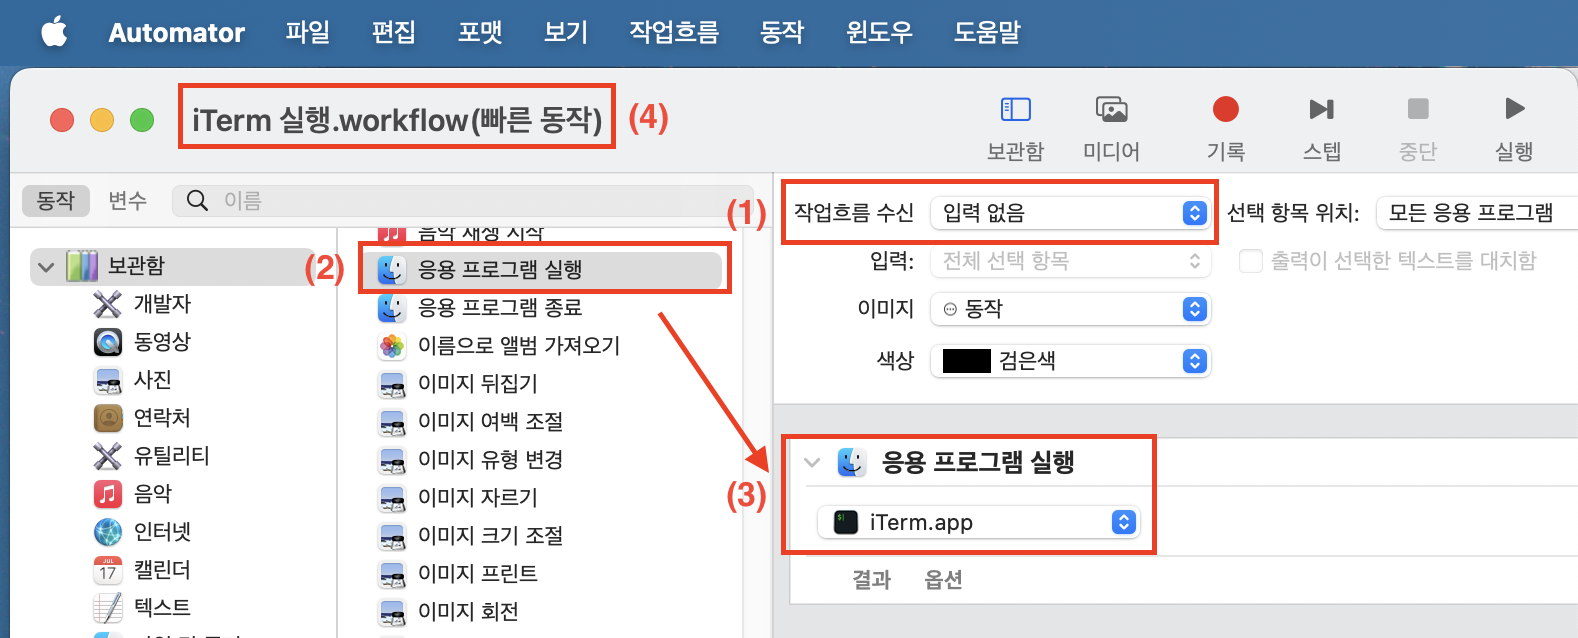 Automator 파일 편집 포맷 보기 작업흐름 동작 윈도우 도움말
iTerm 실행.workflow(빠른 동작) (4)
보관함 미디어 기록 스텝 중단 실행
동작 변수 이름
(1) 작업흐름 수신 입력 없음 선택 항목 위치: 모든 응용 프로그램
입력: 전체 선택 항목 출력이 선택한 텍스트를 대치함
이미지 동작
색상 검은색
보관함
개발자
동영상
사진
연락처
유틸리티
음악
인터넷
JUL
17
캘린더
텍스트
음악 재생 시작
(2) 응용 프로그램 실행
응용 프로그램 종료
이름으로 앨범 가져오기
이미지 뒤집기
이미지 여백 조절
이미지 유형 변경
이미지 자르기
이미지 크기 조절
이미지 프린트
이미지 회전
(3) 응용 프로그램 실행
iTerm.app
결과 옵션